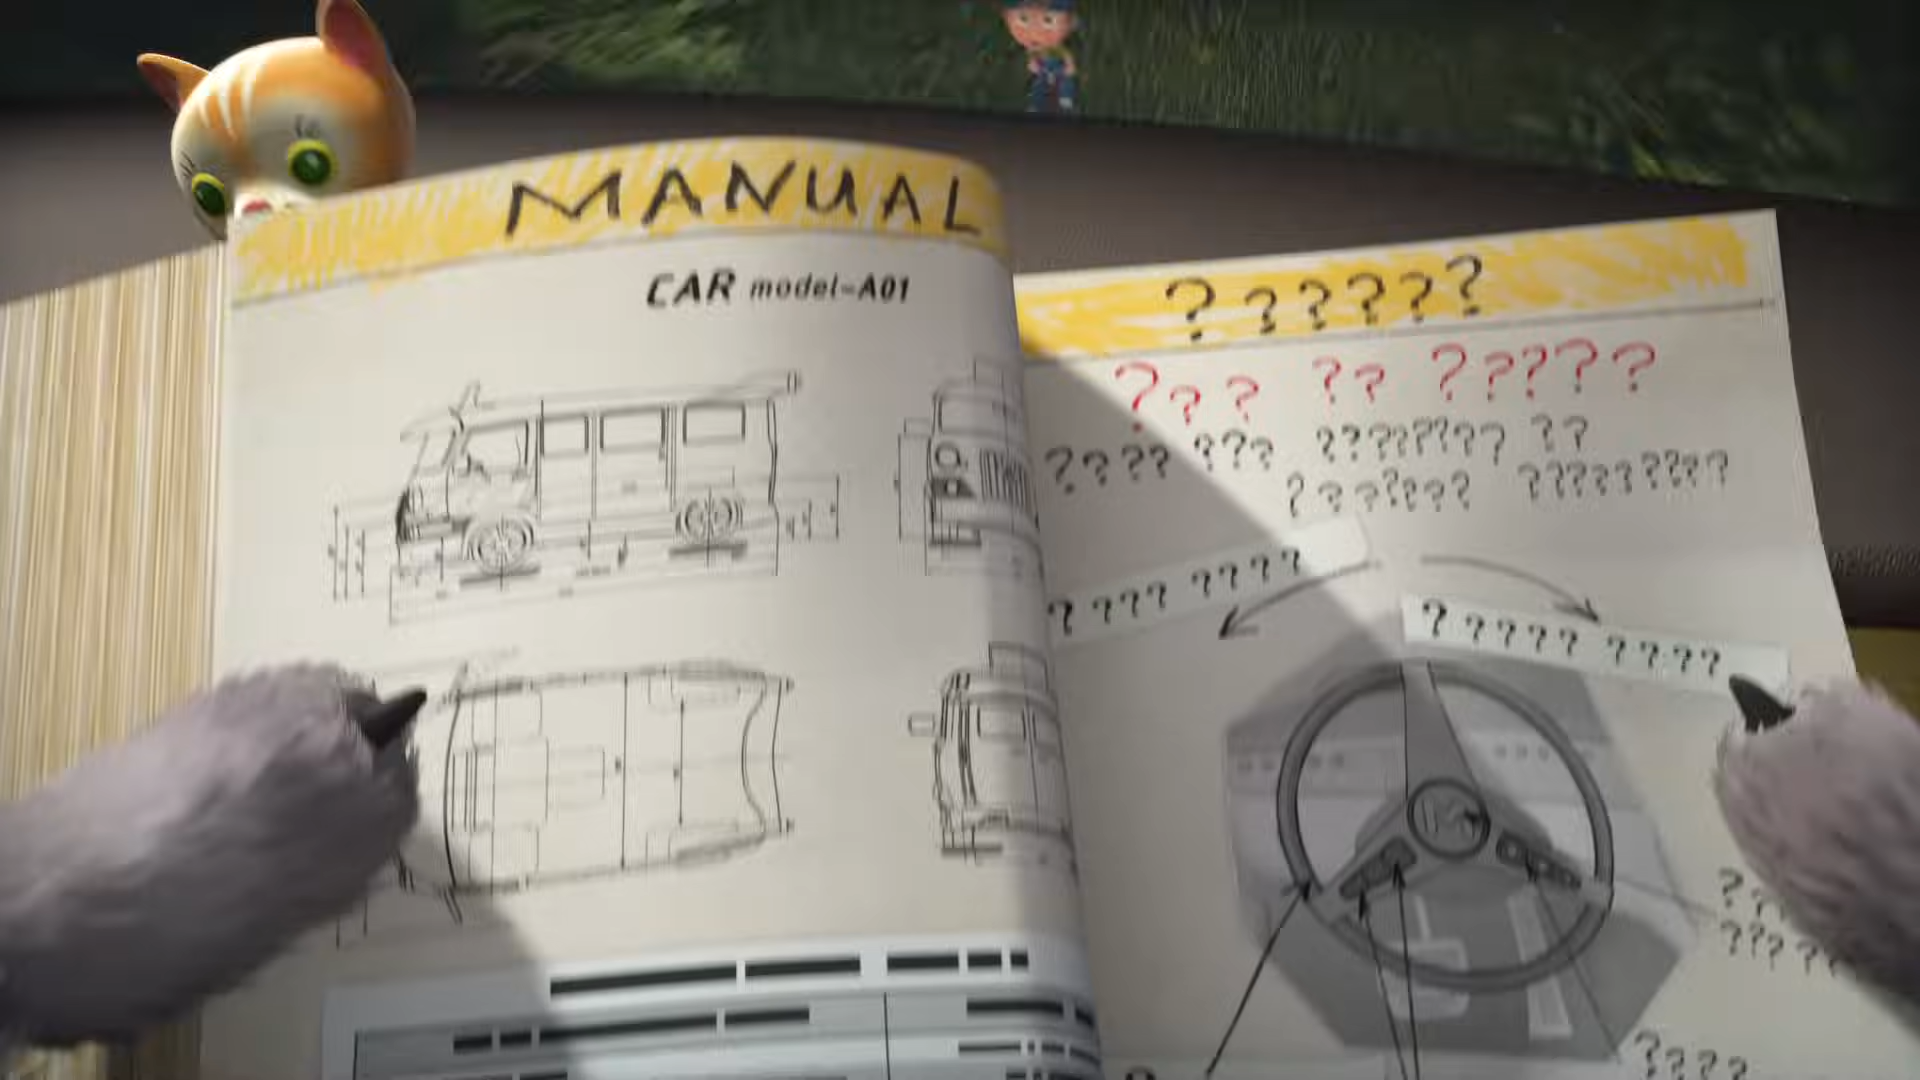 MANUAL
CAR model-A01
? ? ? ? ? ?
? ? ? ? ? ? ? ? ? ?
? ? ? ? ? ? ? ? ? ? ? ? ? ? ? ? ?
? ? ? ? ? ? ? ? ? ? ? ? ? ? ? ?
? ? ? ? ? ? ? ?
? ? ? ? ? ? ? ? ?